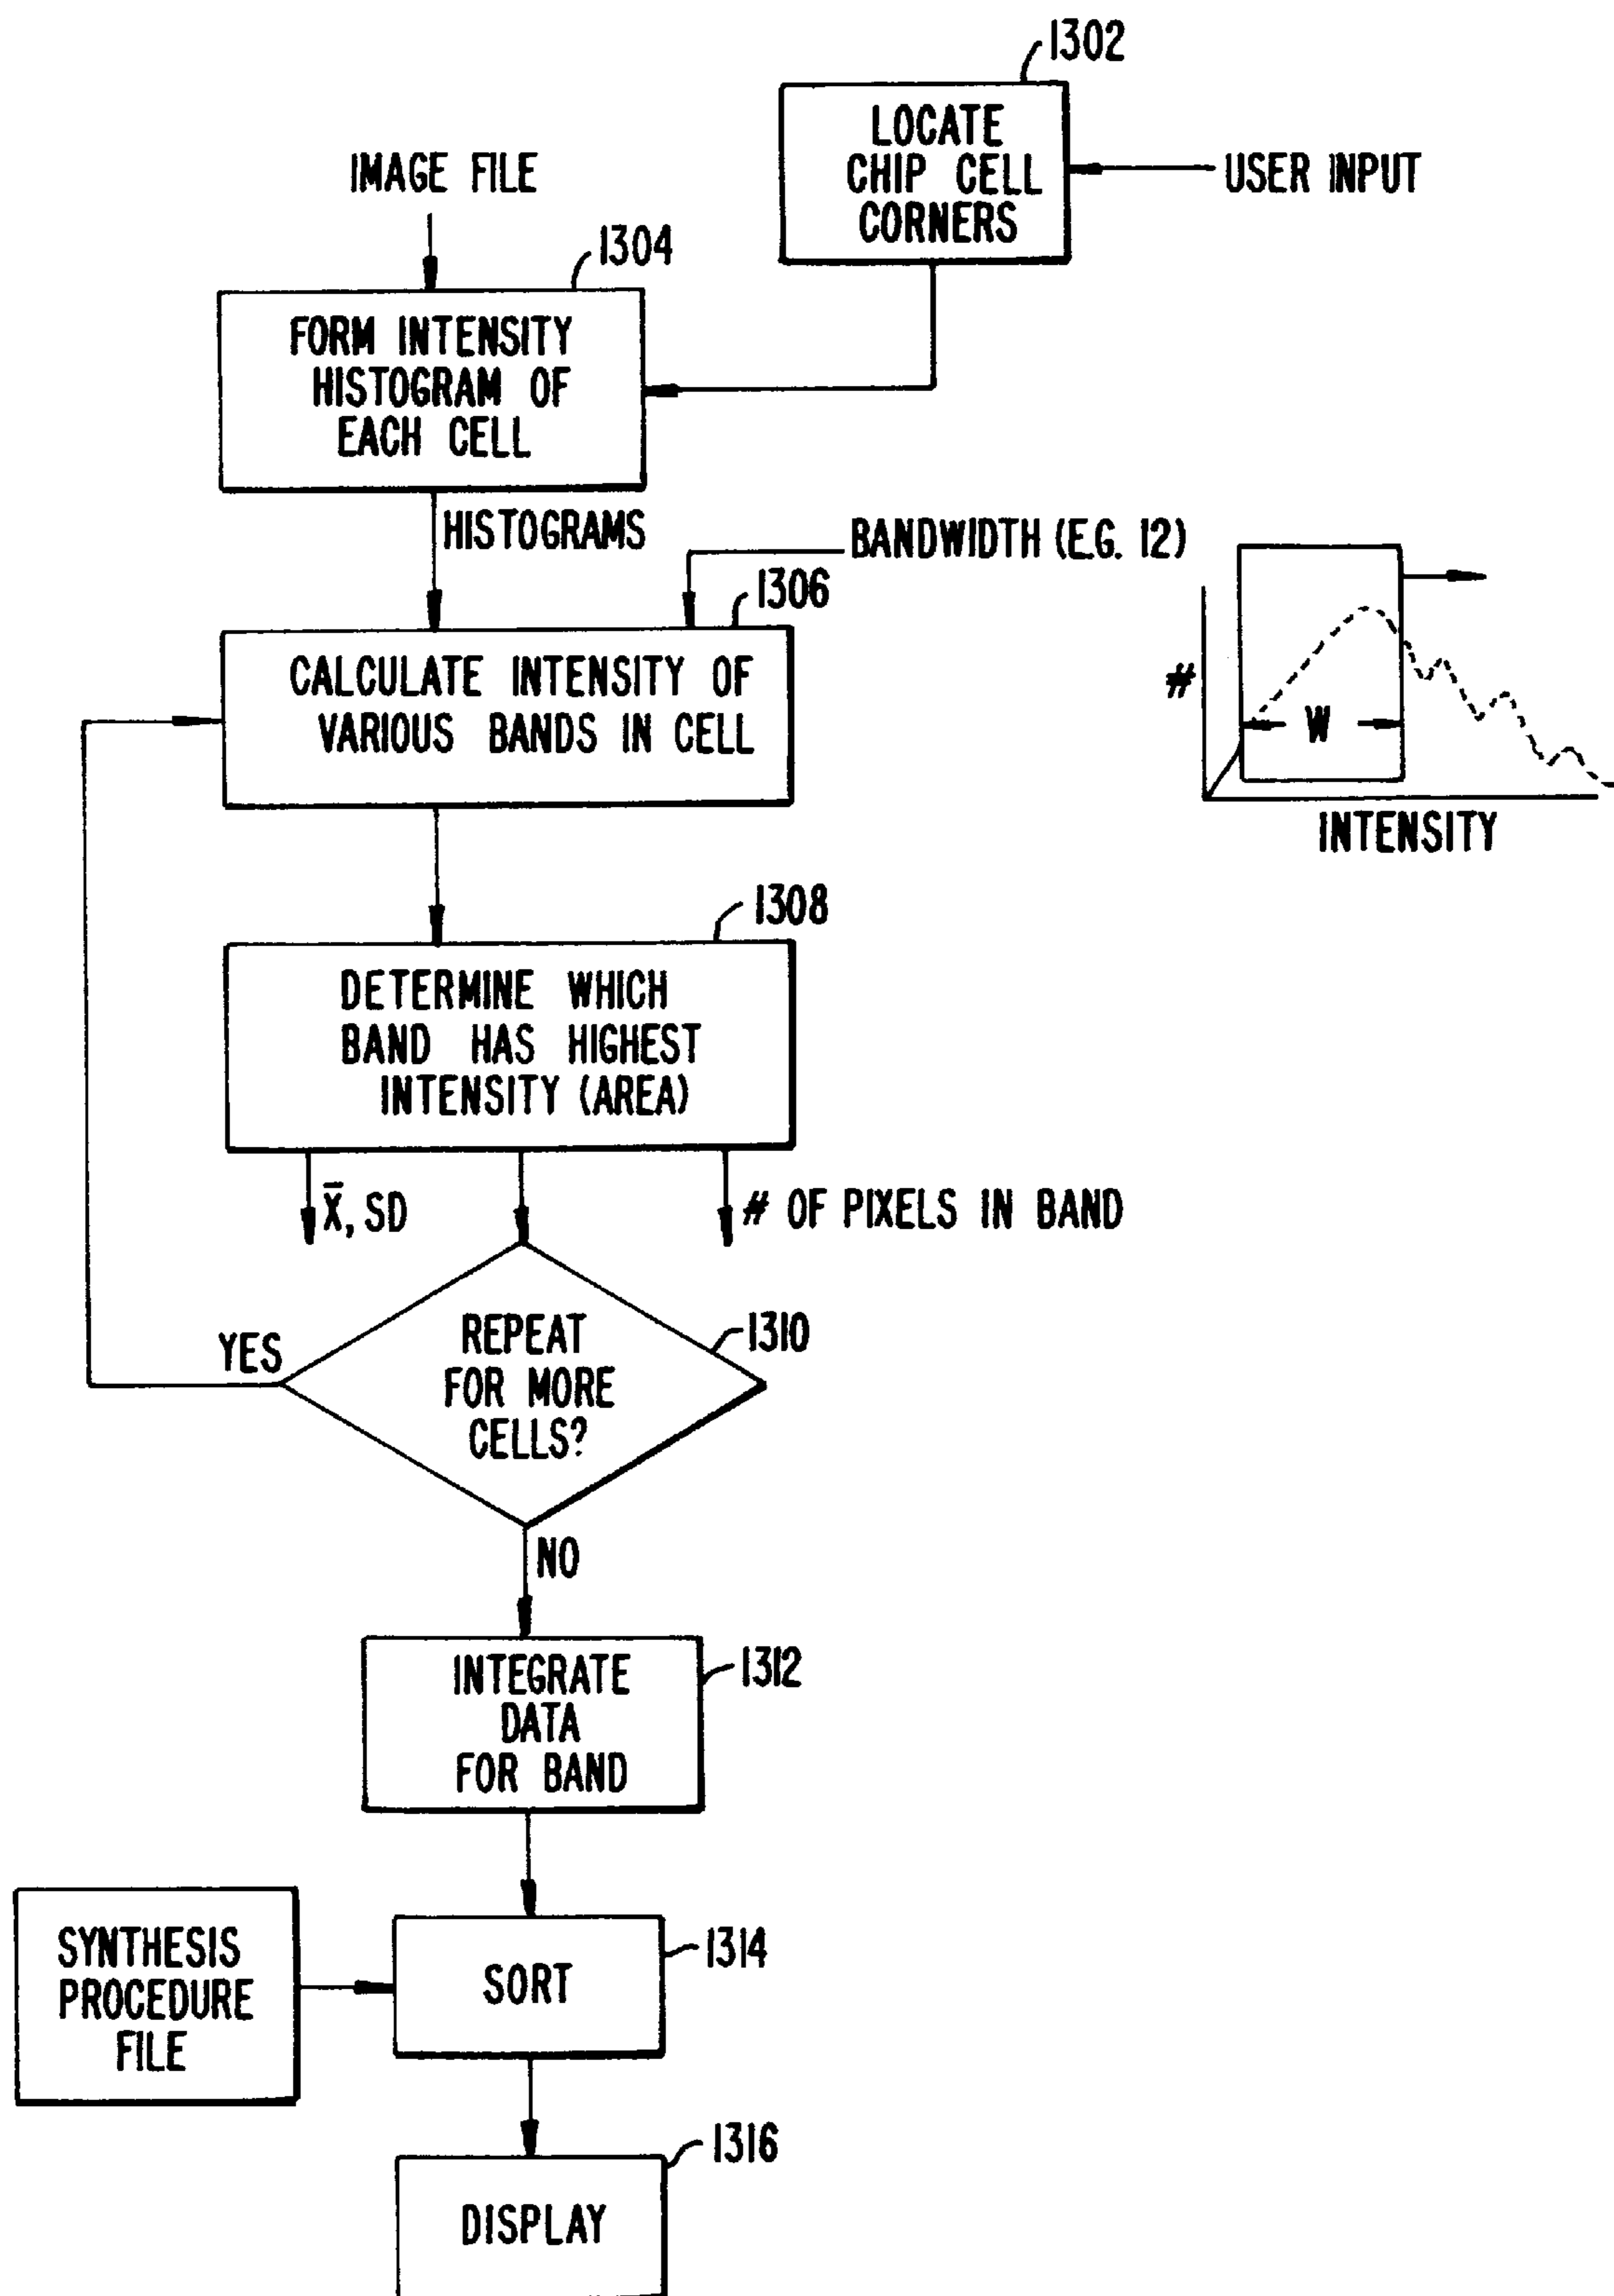 1302
LOCATE
CHIP CELL
CORNERS
USER INPUT
IMAGE FILE
1304
FORM INTENSITY
HISTOGRAM OF
EACH CELL
HISTOGRAMS
BANDWIDTH (E.G. 12)
1306
CALCULATE INTENSITY OF
VARIOUS BANDS IN CELL
#
W
INTENSITY
1308
DETERMINE WHICH
BAND HAS HIGHEST
INTENSITY (AREA)
X̄, SD
# OF PIXELS IN BAND
1310
REPEAT
FOR MORE
CELLS?
YES
NO
1312
INTEGRATE
DATA
FOR BAND
SYNTHESIS
PROCEDURE
FILE
1314
SORT
1316
DISPLAY